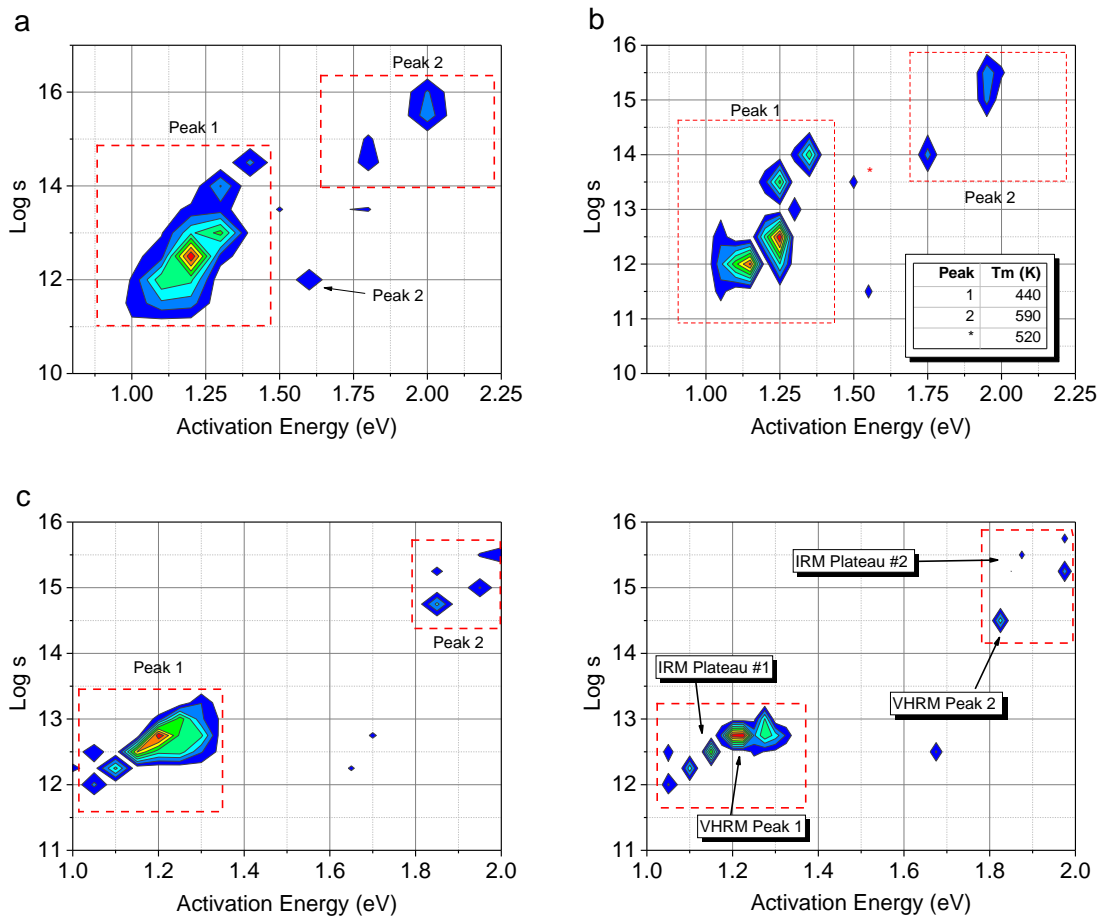 a
Peak 2
Peak 1
Peak 2
Log s
16
15
14
13
12
11
10
1.00 1.25 1.50 1.75 2.00 2.25
Activation Energy (eV)
b
Peak 1
*
Peak 2
Peak Tm (K)
1 440
2 590
* 520
Log s
16
15
14
13
12
11
10
1.00 1.25 1.50 1.75 2.00 2.25
Activation Energy (eV)
c
Peak 2
Peak 1
Log s
16
15
14
13
12
11
1.0 1.2 1.4 1.6 1.8 2.0
Activation Energy (eV)
IRM Plateau #2
IRM Plateau #1
VHRM Peak 2
VHRM Peak 1
Log s
16
15
14
13
12
11
1.0 1.2 1.4 1.6 1.8 2.0
Activation Energy (eV)